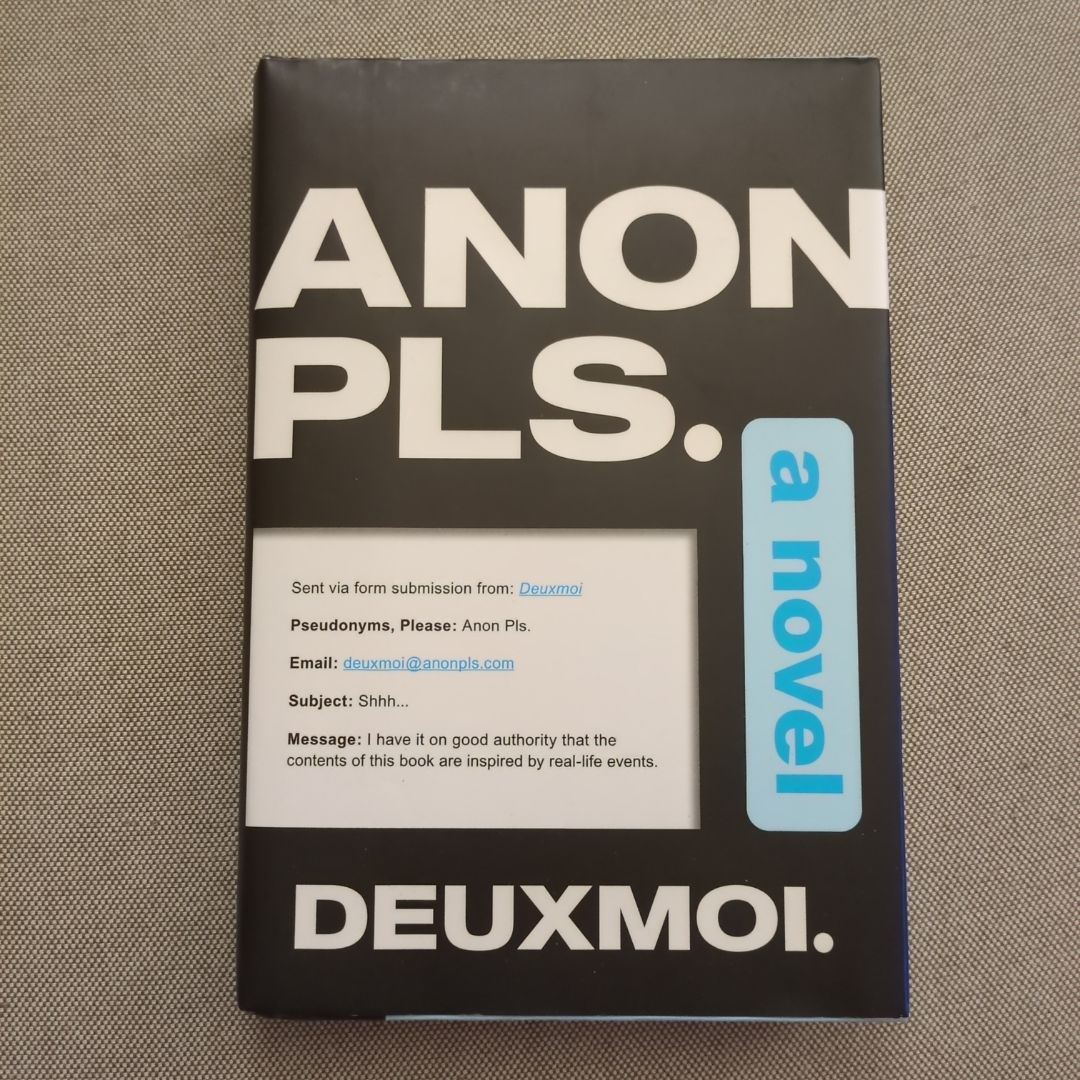 ANON
PLS.
a novel
Sent via form submission from: Deuxmoi
Pseudonyms, Please: Anon Pls.
Email: deuxmoi@anonpls.com
Subject: Shhh...
Message: I have it on good authority that the
contents of this book are inspired by real-life events.
DEUXMOI.